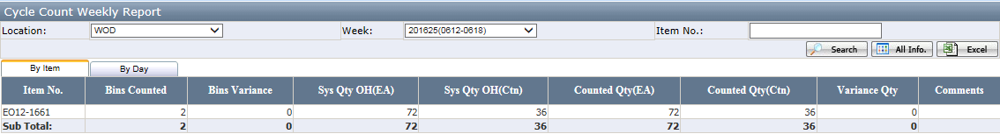 Cycle Count Weekly Report
Location: WOD Week: 201625(0612-0618) Item No.:
Search All Info. Excel
By Item By Day
Item No. Bins Counted Bins Variance Sys Qty OH(EA) Sys Qty OH(Ctn) Counted Qty(EA) Counted Qty(Ctn) Variance Qty Comments
EO12-1661 2 0 72 36 72 36 0
Sub Total: 2 0 72 36 72 36 0